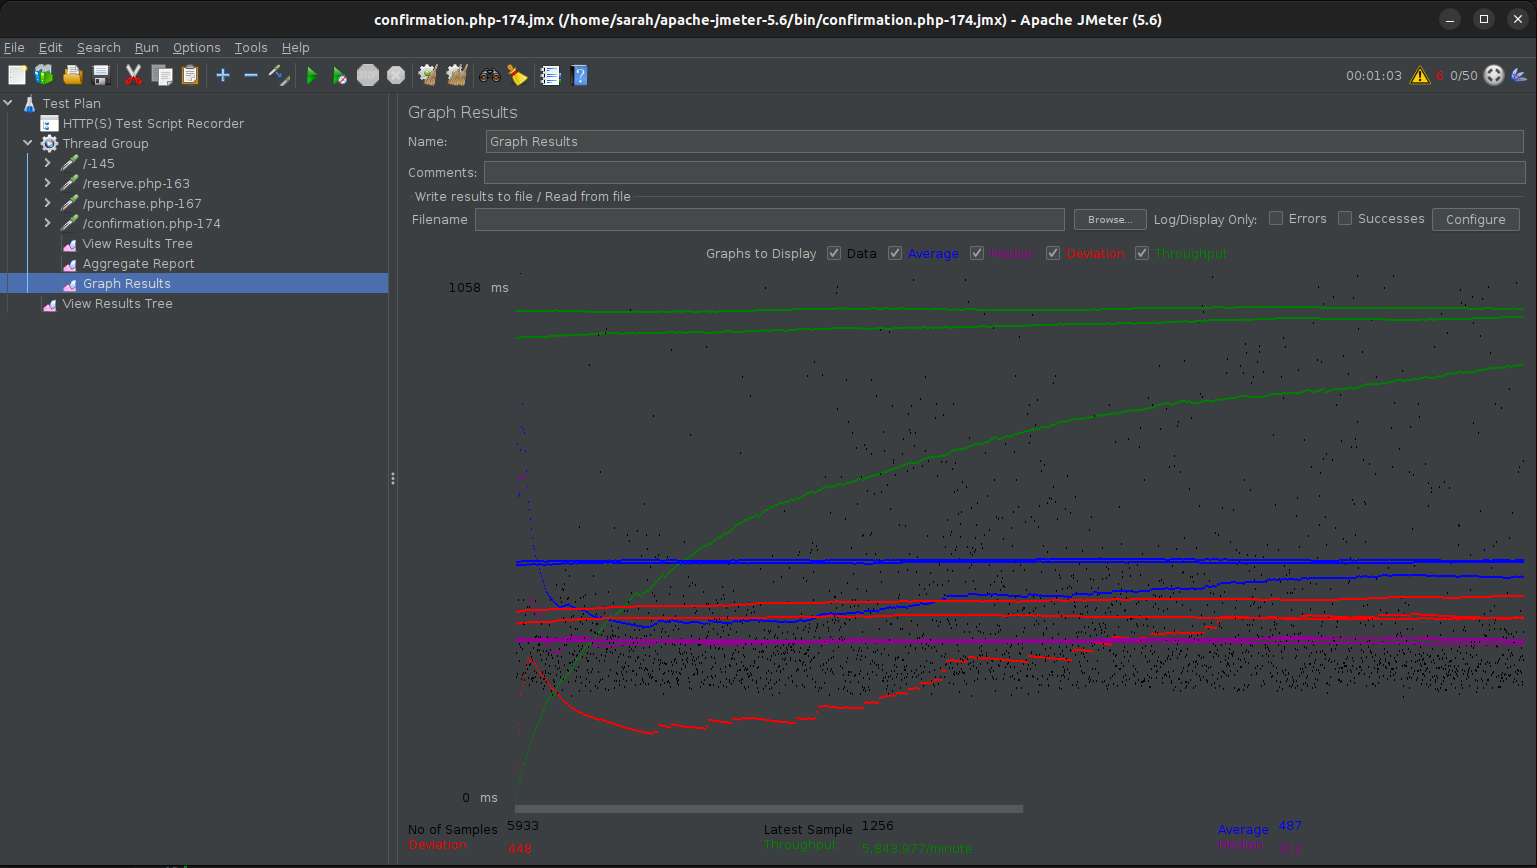 confirmation.php-174.jmx (/home/sarah/apache-jmeter-5.6/bin/confirmation.php-174.jmx) - Apache JMeter (5.6)
File Edit Search Run Options Tools Help
00:01:03 6 0/50
Test Plan
HTTP(S) Test Script Recorder
Thread Group
/-145
/reserve.php-163
/purchase.php-167
/confirmation.php-174
View Results Tree
Aggregate Report
Graph Results
View Results Tree
Graph Results
Name: Graph Results
Comments:
Write results to file / Read from file
Filename Browse... Log/Display Only: Errors Successes Configure
Graphs to Display Data Average Median Deviation Throughput
1058 ms
0 ms
No of Samples 5933 Latest Sample 1256 Average 487
Deviation 448 Throughput 5,843.977/minute Median